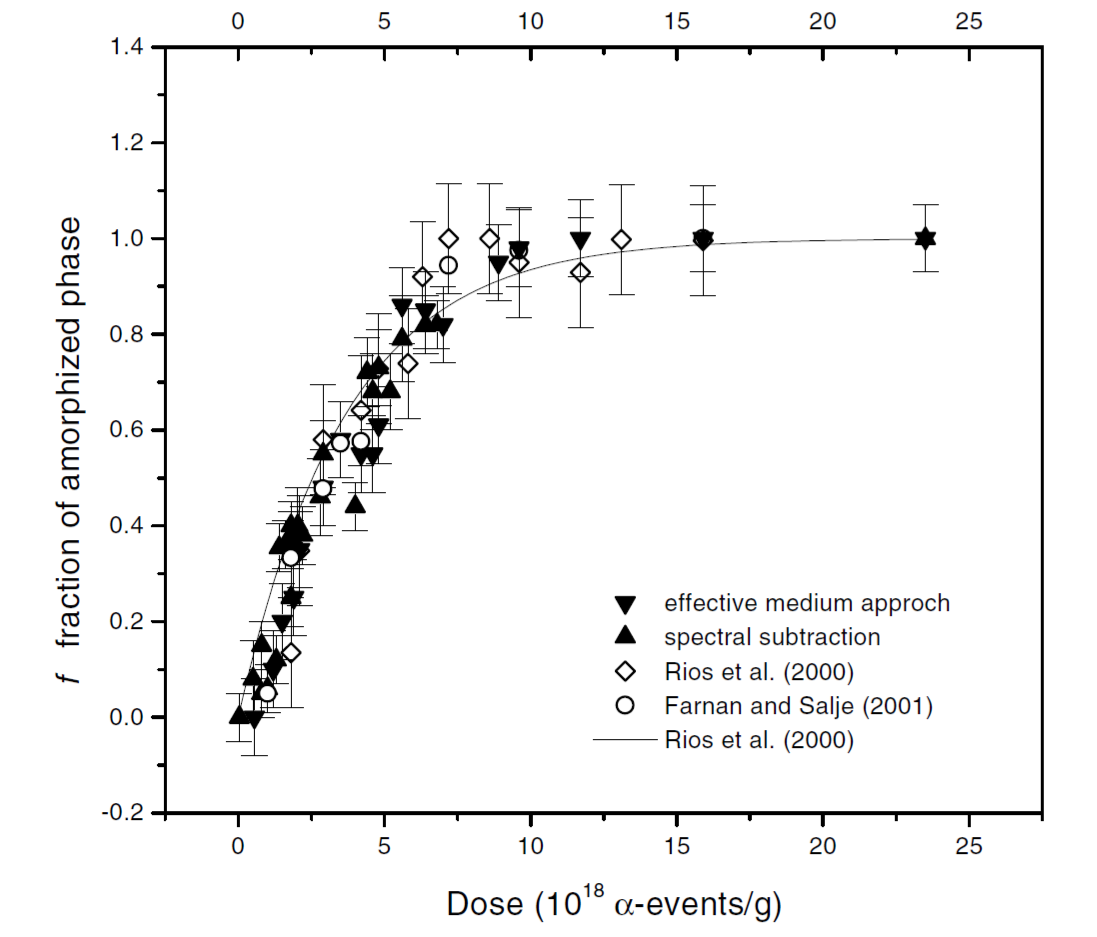 0 5 10 15 20 25
1.4
1.2
1.0
0.8
0.6
0.4
0.2
0.0
-0.2
f fraction of amorphized phase
effective medium approch
spectral subtraction
Rios et al. (2000)
Farnan and Salje (2001)
Rios et al. (2000)
0 5 10 15 20 25
Dose (10¹⁸ α-events/g)